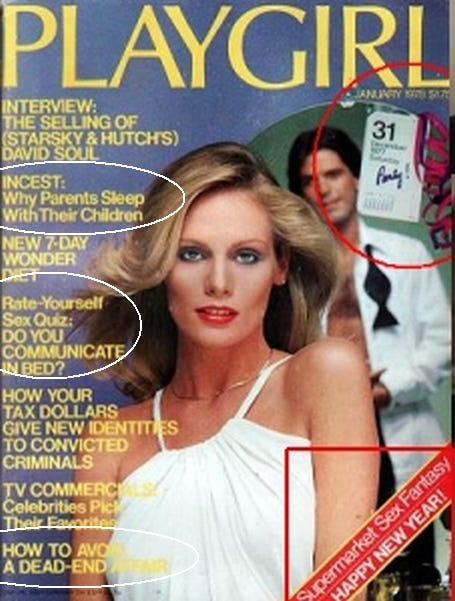 PLAYGIRL
JANUARY 1978 $1.75
INTERVIEW:
THE SELLING OF
(STARSKY & HUTCH'S)
DAVID SOUL
31
December
1977
Saturday
Party!
INCEST:
Why Parents Sleep
With Their Children
NEW 7-DAY
WONDER
DIET
Rate-Yourself
Sex Quiz:
DO YOU
COMMUNICATE
IN BED?
HOW YOUR
TAX DOLLARS
GIVE NEW IDENTITIES
TO CONVICTED
CRIMINALS
TV COMMERCIALS:
Celebrities Pick
Their Favorites
HOW TO AVOID
A DEAD-END AFFAIR
Supermarket Sex Fantasy
HAPPY NEW YEAR!